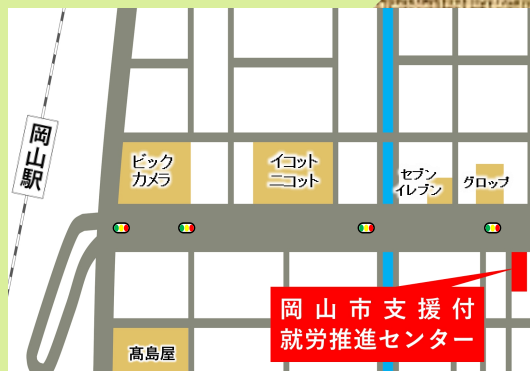 岡山駅
ビック
カメラ
イコット
ニコット
セブン
イレブン
グロップ
岡山市支援付
就労推進センター
髙島屋